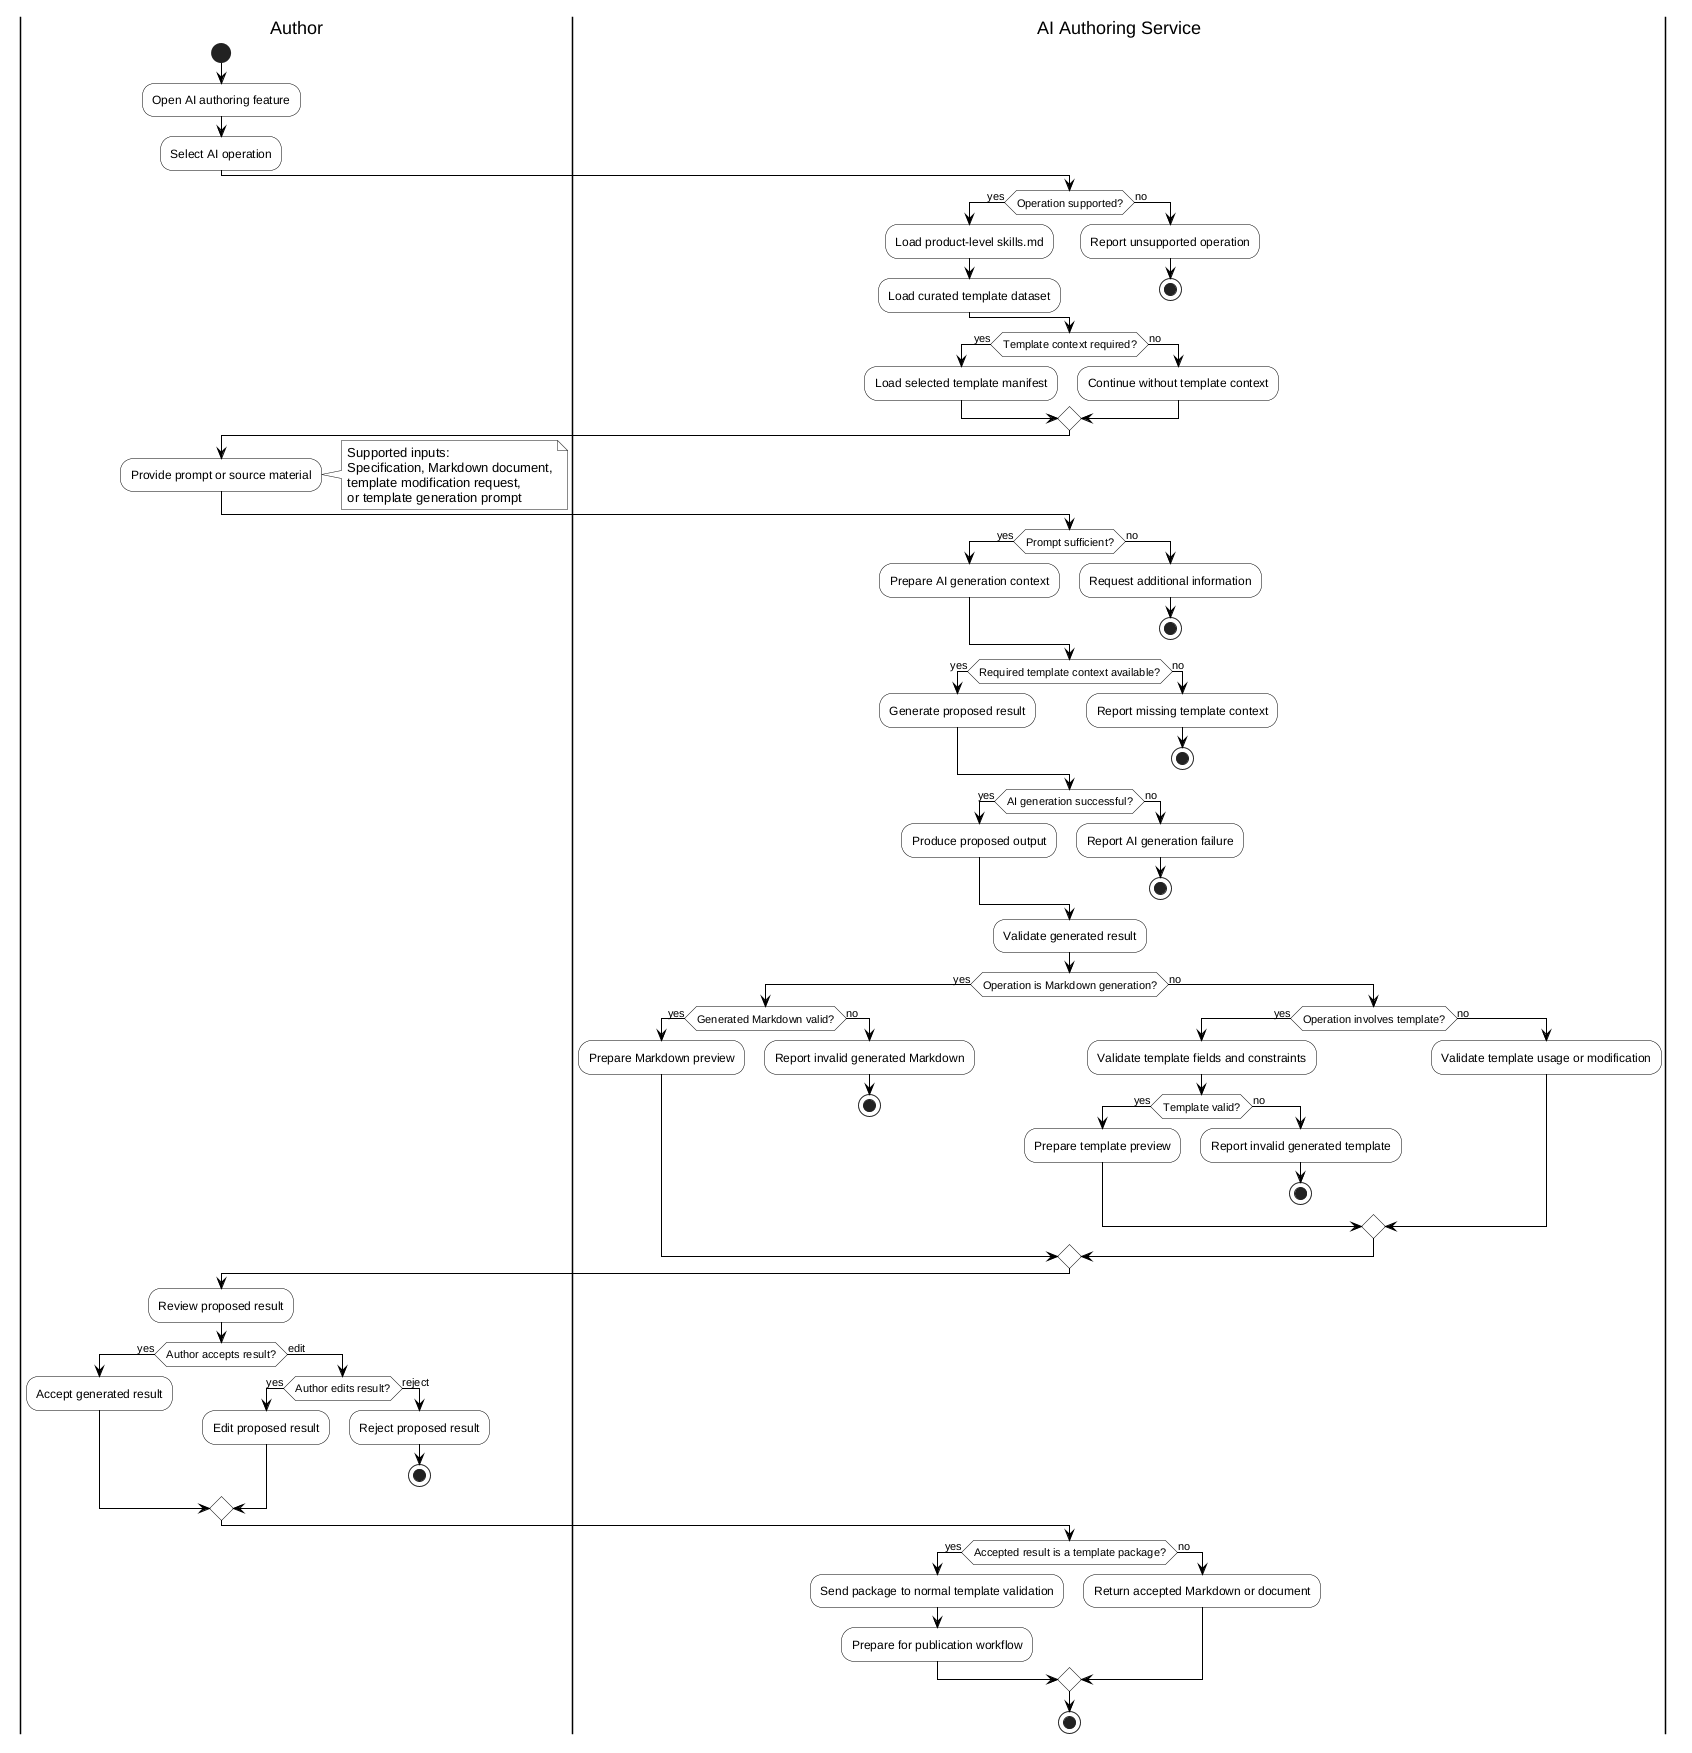 Author
AI Authoring Service
Open AI authoring feature
Select AI operation
yes
Operation supported?
no
Load product-level skills.md
Report unsupported operation
Load curated template dataset
yes
Template context required?
no
Load selected template manifest
Continue without template context
Provide prompt or source material
Supported inputs:
Specification, Markdown document,
template modification request,
or template generation prompt
yes
Prompt sufficient?
no
Prepare AI generation context
Request additional information
yes
Required template context available?
no
Generate proposed result
Report missing template context
yes
AI generation successful?
no
Produce proposed output
Report AI generation failure
Validate generated result
yes
Operation is Markdown generation?
no
yes
Generated Markdown valid?
no
yes
Operation involves template?
no
Prepare Markdown preview
Report invalid generated Markdown
Validate template fields and constraints
Validate template usage or modification
yes
Template valid?
no
Prepare template preview
Report invalid generated template
Review proposed result
yes
Author accepts result?
edit
Accept generated result
yes
Author edits result?
reject
Edit proposed result
Reject proposed result
yes
Accepted result is a template package?
no
Send package to normal template validation
Return accepted Markdown or document
Prepare for publication workflow